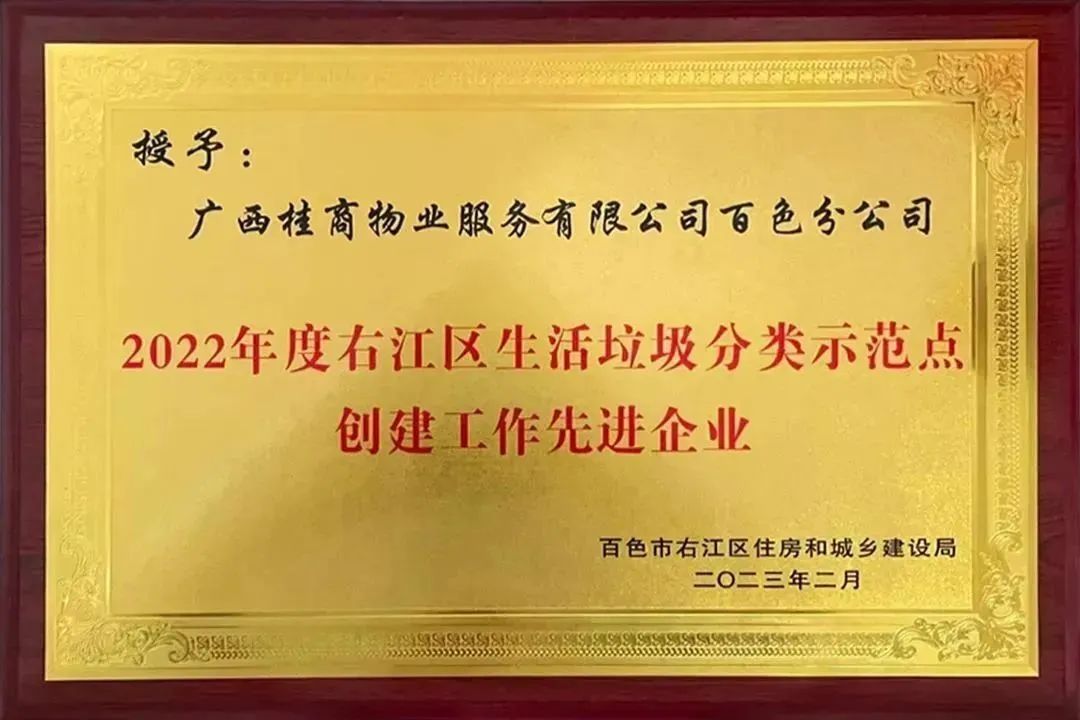 授予：
广西桂商物业服务有限公司百色分公司
2022年度右江区生活垃圾分类示范点
创建工作先进企业
百色市右江区住房和城乡建设局
二〇二三年二月